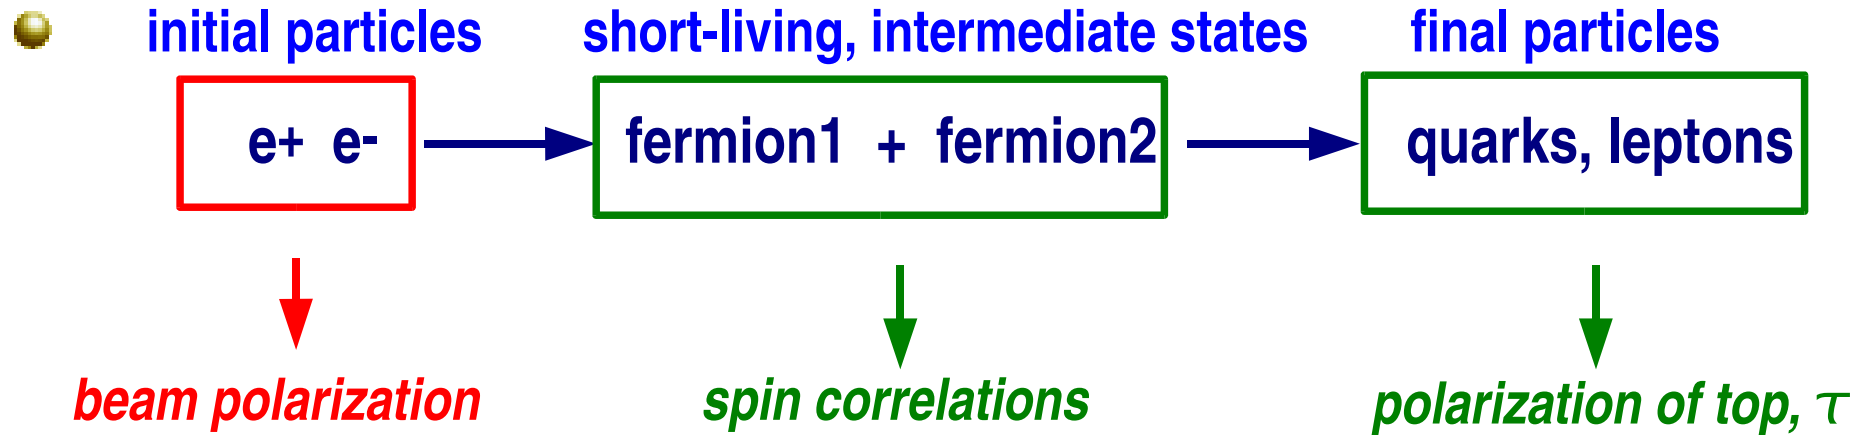 initial particles short-living, intermediate states final particles
e+ e- fermion1 + fermion2 quarks, leptons
beam polarization spin correlations polarization of top, τ